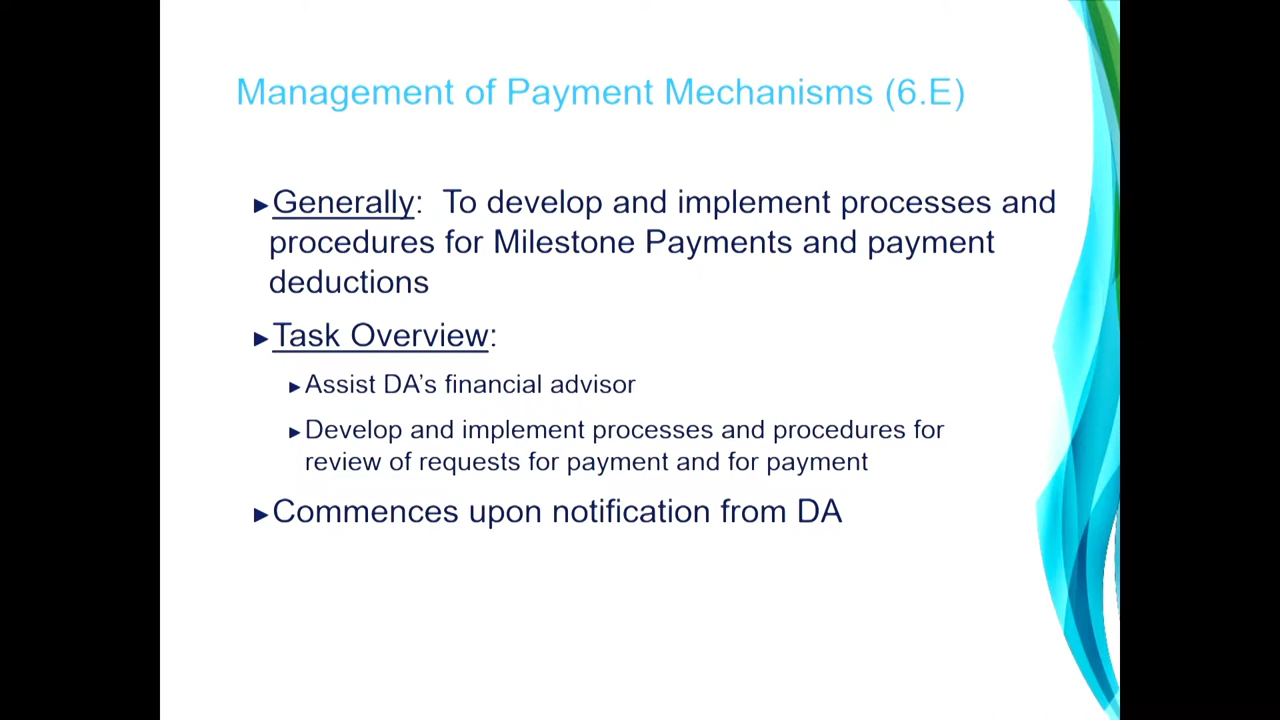 Management of Payment Mechanisms (6.E)
►Generally:  To develop and implement processes and
procedures for Milestone Payments and payment
deductions
►Task Overview:
►Assist DA’s financial advisor
►Develop and implement processes and procedures for
review of requests for payment and for payment
►Commences upon notification from DA